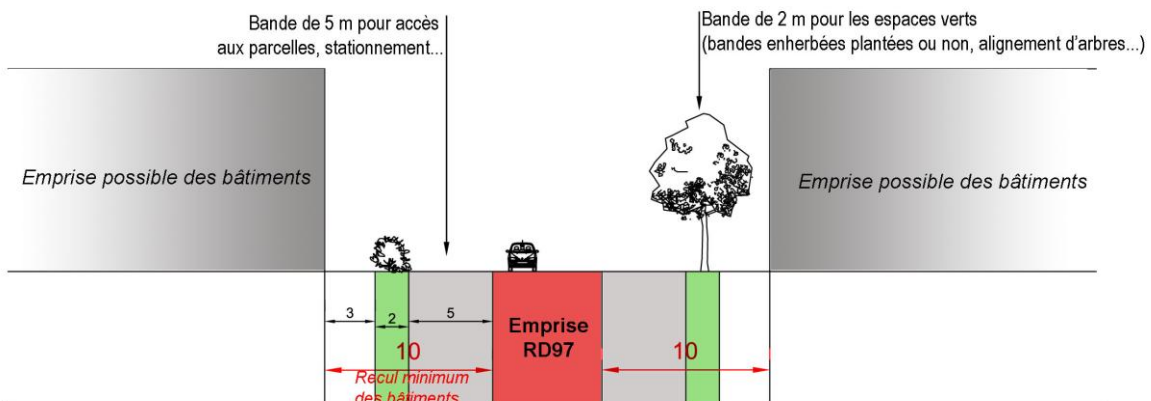 Bande de 5 m pour accès
aux parcelles, stationnement...
Bande de 2 m pour les espaces verts
(bandes enherbées plantées ou non, alignement d'arbres...)
Emprise possible des bâtiments
Emprise possible des bâtiments
3
2
5
Emprise
RD97
10
10
Recul minimum
des bâtiments